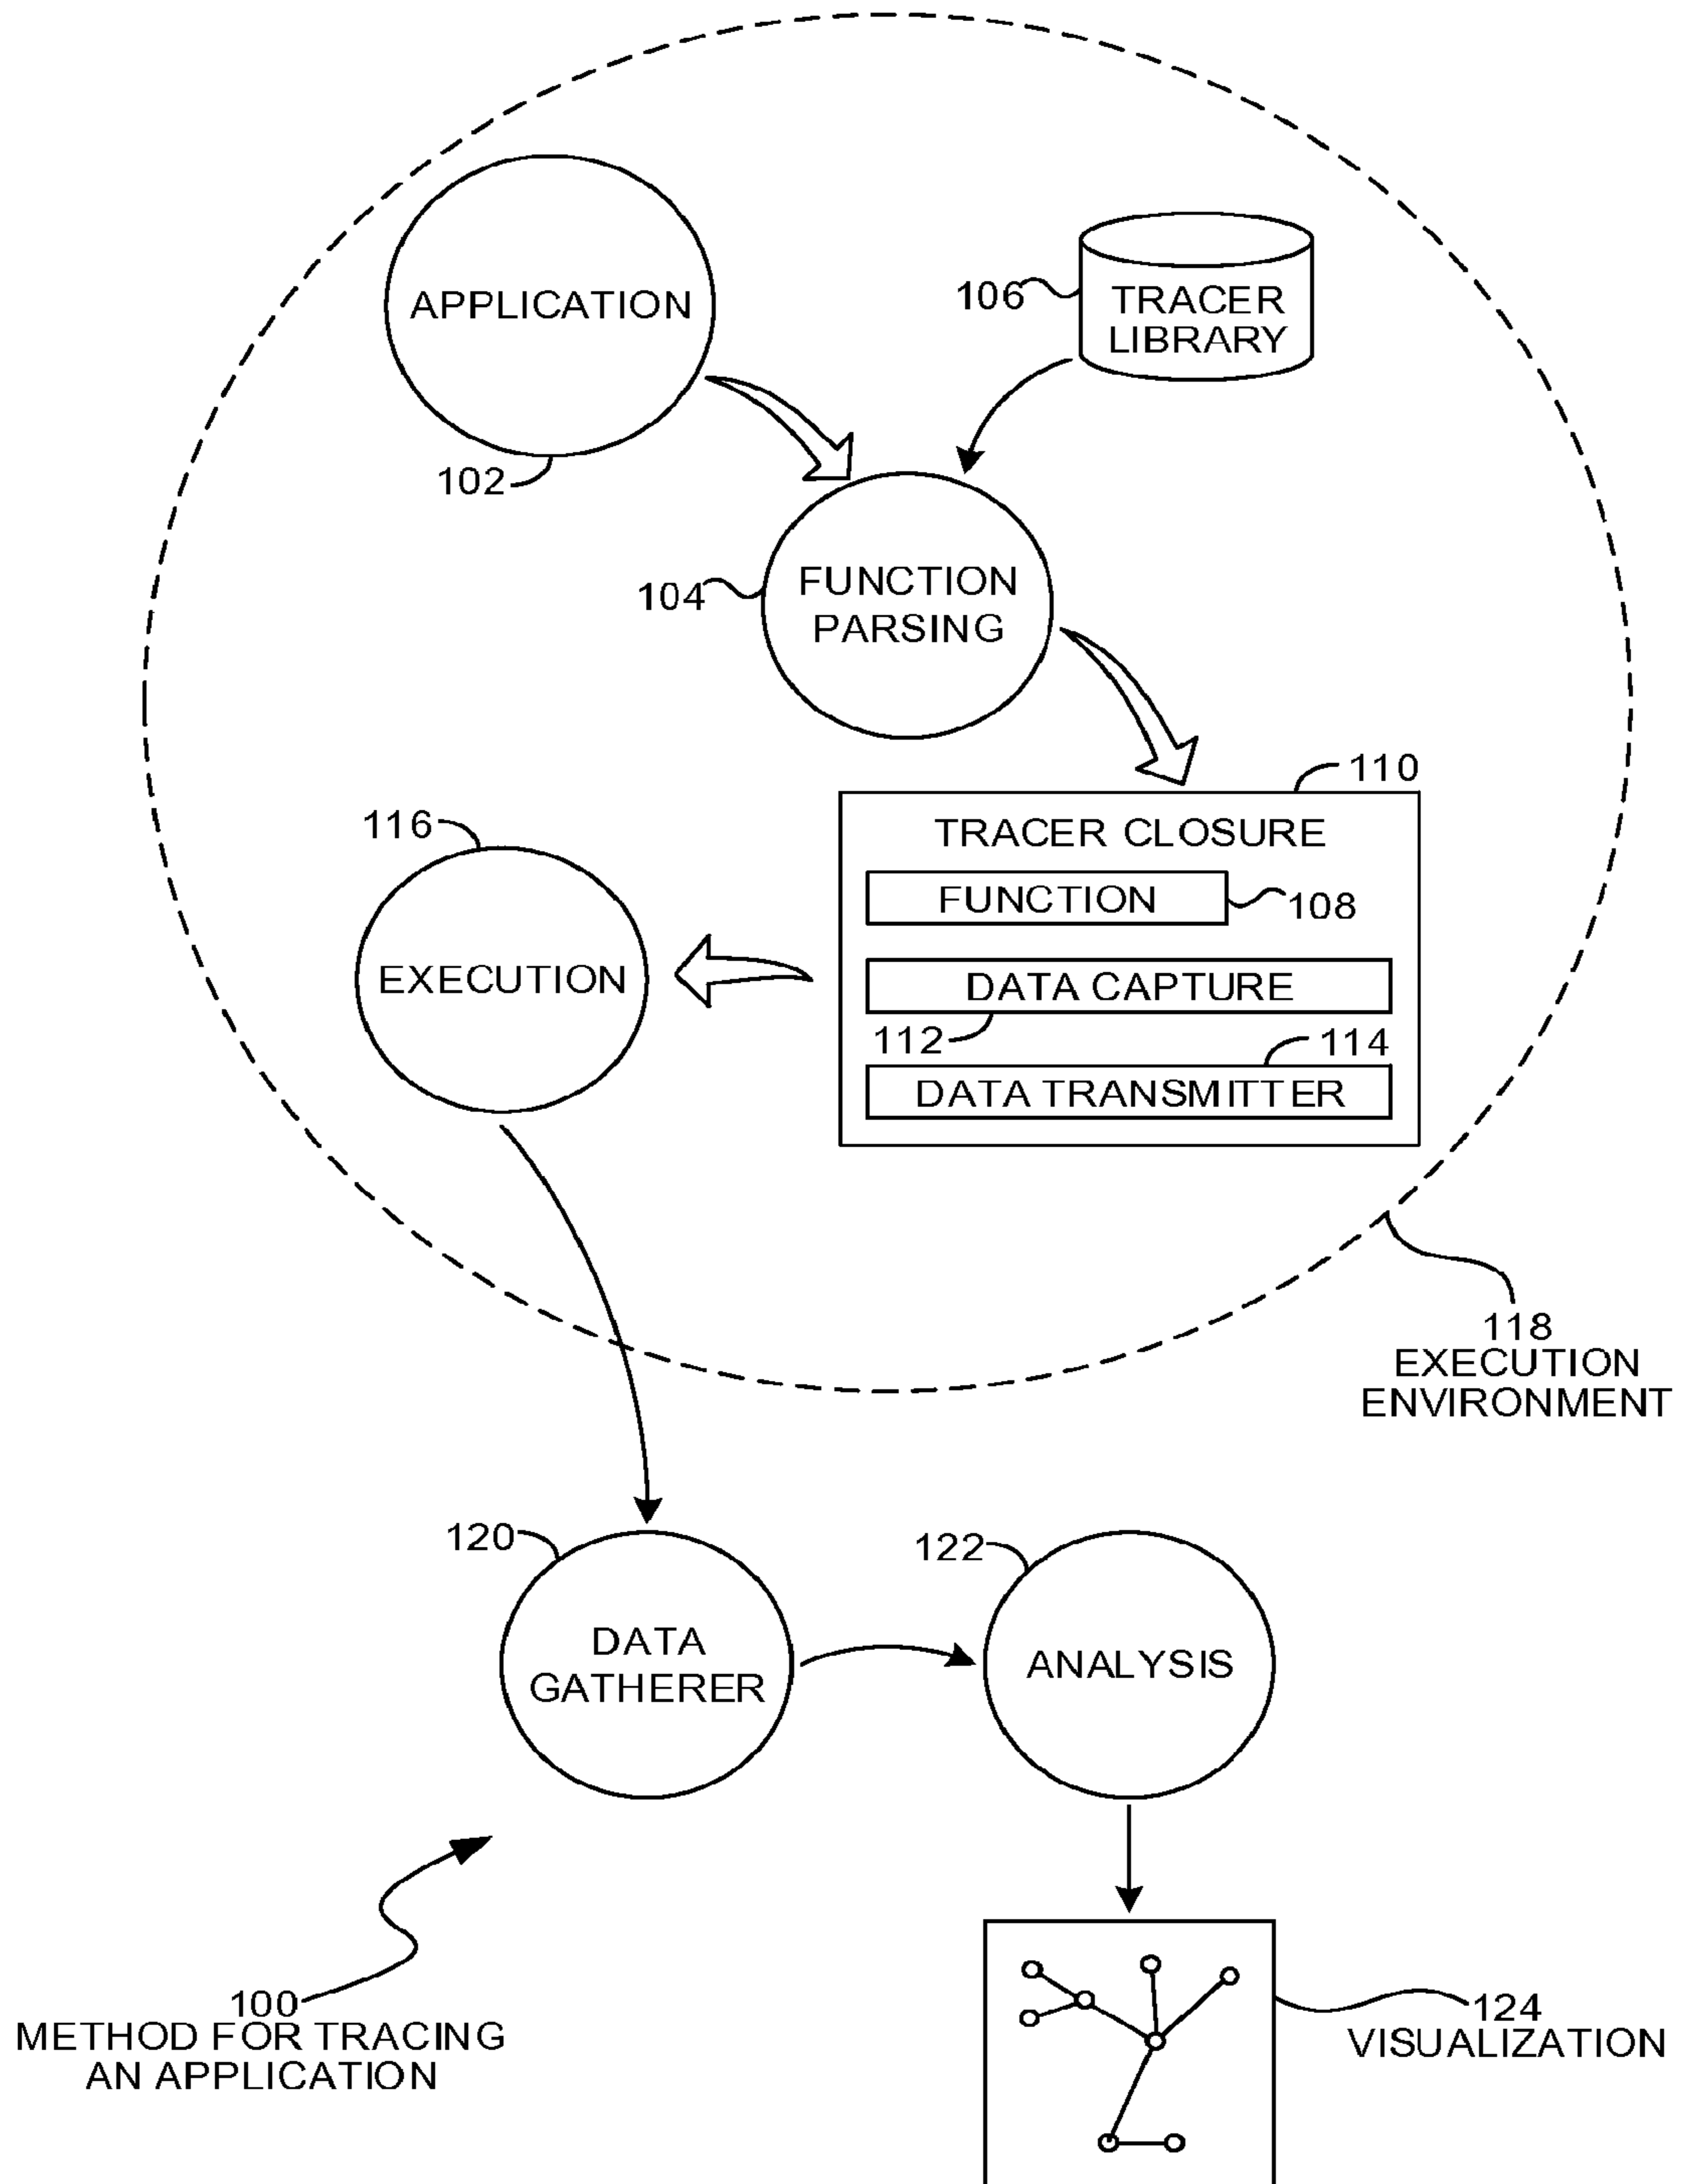 APPLICATION
102
106
TRACER
LIBRARY
104
FUNCTION
PARSING
110
TRACER CLOSURE
FUNCTION
108
DATA CAPTURE
112
114
DATA TRANSMITTER
116
EXECUTION
118
EXECUTION
ENVIRONMENT
120
DATA
GATHERER
122
ANALYSIS
100
METHOD FOR TRACING
AN APPLICATION
124
VISUALIZATION